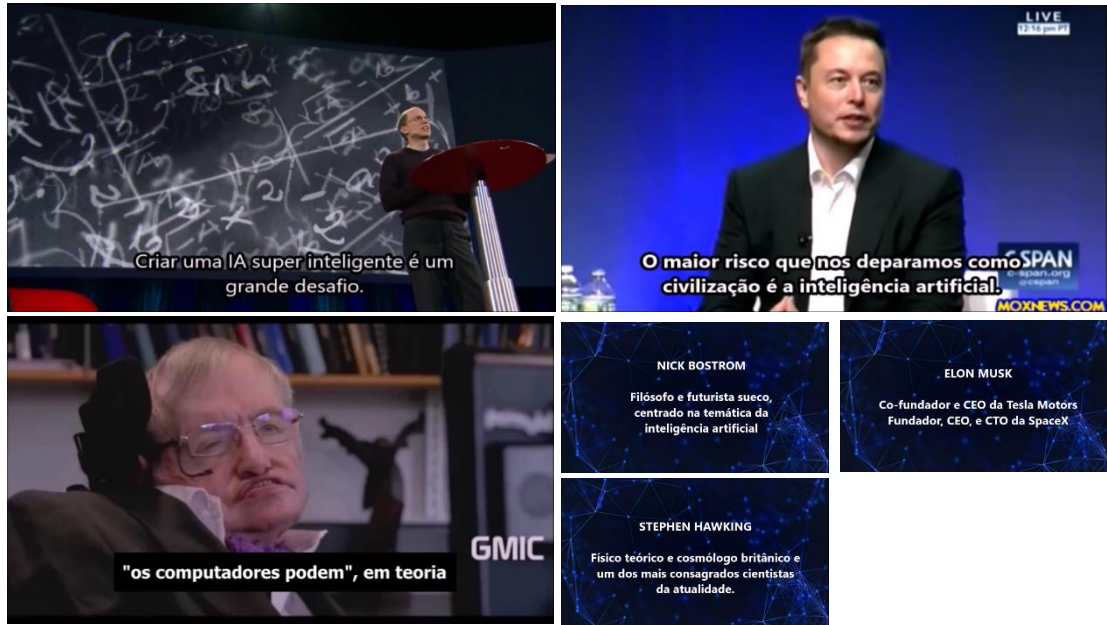 Criar uma IA super inteligente é um
grande desafio.
LIVE
12:16 pm PT
O maior risco que nos deparamos como
civilização é a inteligência artificial.
C-SPAN
c-span.org
@cspan
MOXNEWS.COM
"os computadores podem", em teoria
GMIC
NICK BOSTROM
Filósofo e futurista sueco,
centrado na temática da
inteligência artificial
ELON MUSK
Co-fundador e CEO da Tesla Motors
Fundador, CEO, e CTO da SpaceX
STEPHEN HAWKING
Físico teórico e cosmólogo britânico e
um dos mais consagrados cientistas
da atualidade.